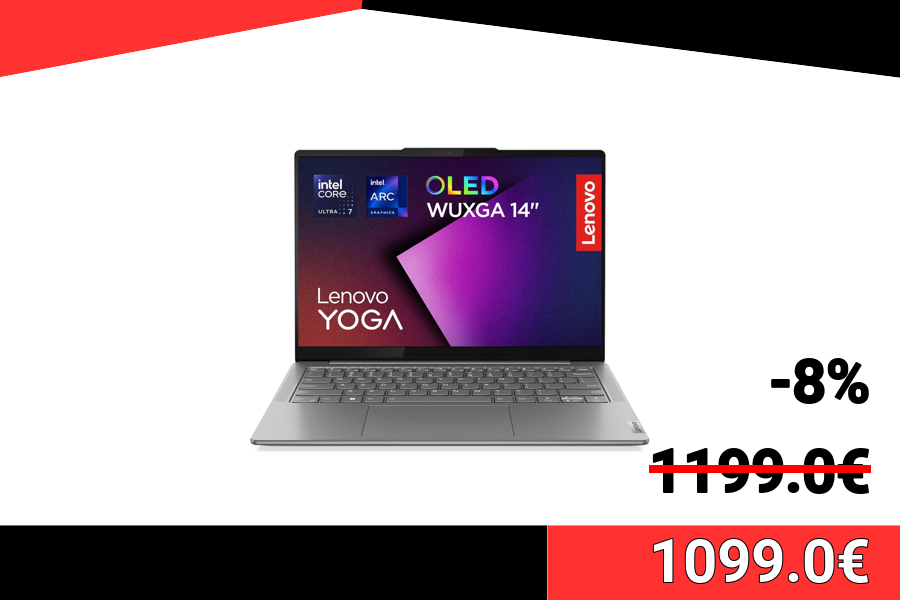 intel
CORE
ULTRA 7
intel
ARC
GRAPHICS
OLED
WUXGA 14"
Lenovo
Lenovo
YOGA
-8%
1199.0€
1099.0€